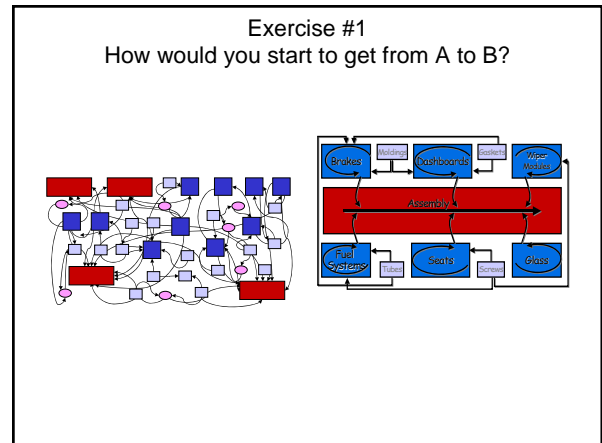 Exercise #1
How would you start to get from A to B?
Brakes
Moldings
Dashboards
Gaskets
Wiper
Modules
Assembly
Fuel
Systems
Tubes
Seats
Screws
Glass